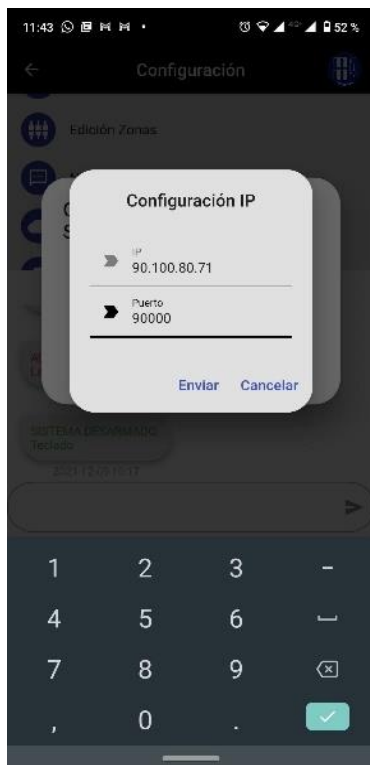 11:43 52 %
Configuración
Edición Zonas
Configuración IP
IP
90.100.80.71
Puerto
90000
Enviar Cancelar
SISTEMA DESARMADO
Teclado
1 2 3 -
4 5 6
7 8 9
, 0 .